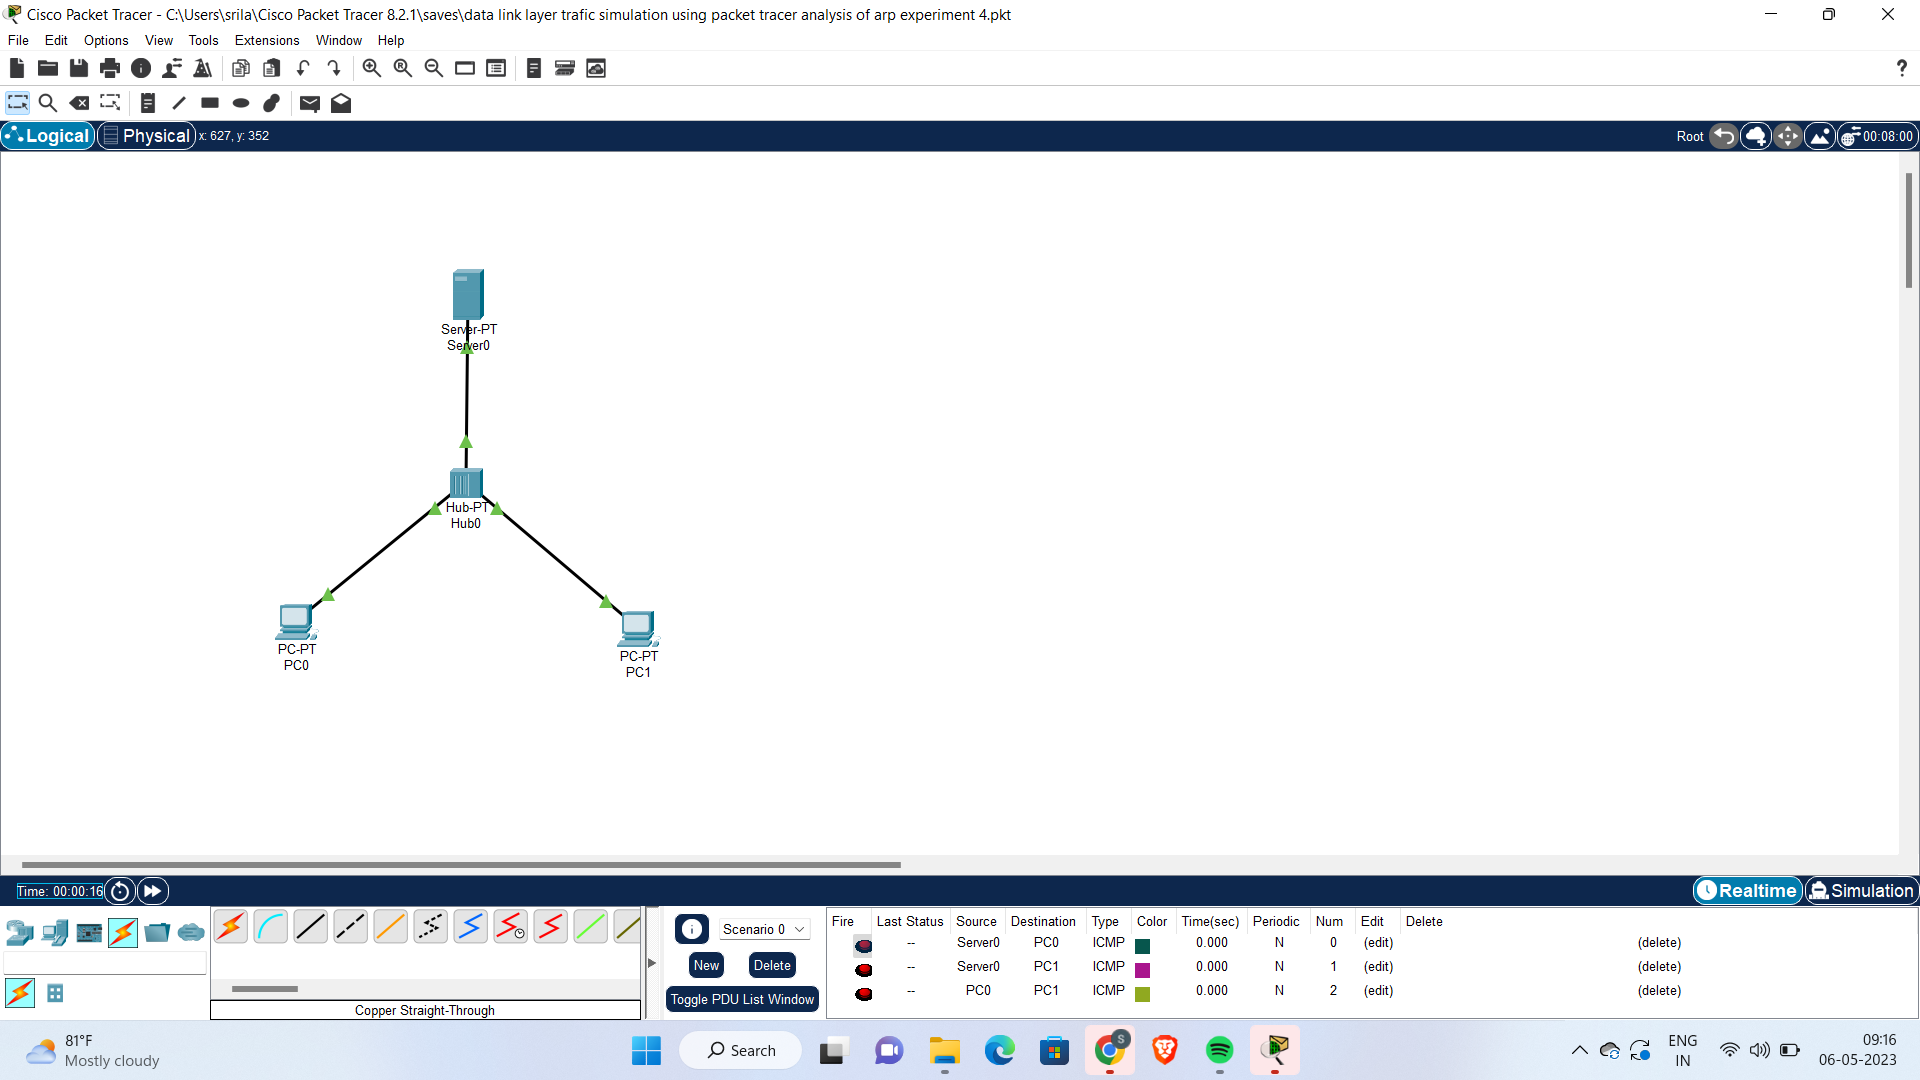 Cisco Packet Tracer - C:\Users\srila\Cisco Packet Tracer 8.2.1\saves\data link layer trafic simulation using packet tracer analysis of arp experiment 4.pkt
File Edit Options View Tools Extensions Window Help
?
Logical Physical x: 627, y: 352 Root 00:08:00
Server-PT
Server0
Hub-PT
Hub0
PC-PT
PC0
PC-PT
PC1
Time: 00:00:16 Realtime Simulation
Scenario 0
New Delete
Toggle PDU List Window
Copper Straight-Through
Fire Last Status Source Destination Type Color Time(sec) Periodic Num Edit Delete
-- Server0 PC0 ICMP 0.000 N 0 (edit) (delete)
-- Server0 PC1 ICMP 0.000 N 1 (edit) (delete)
-- PC0 PC1 ICMP 0.000 N 2 (edit) (delete)
81°F
Mostly cloudy
Search
S
ENG
IN
09:16
06-05-2023